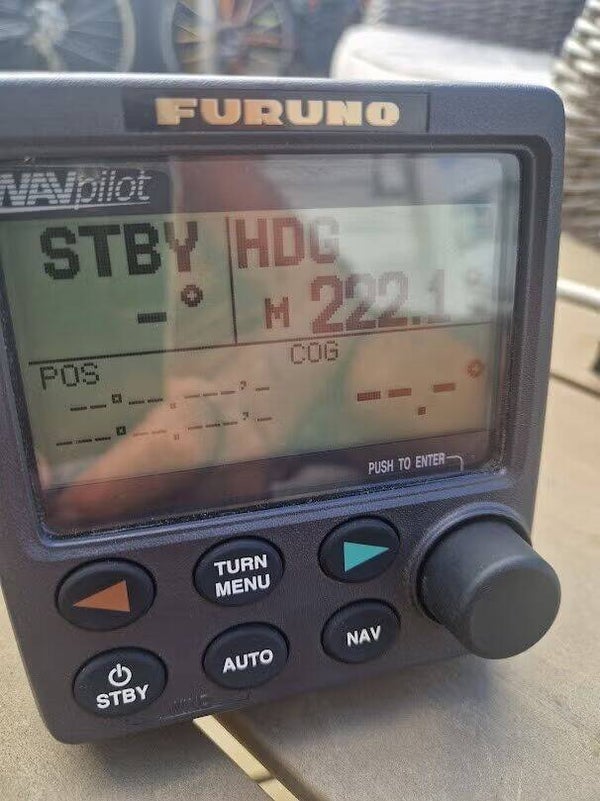 FURUNO
NAVpilot
STBY
-°
HDG
M 222.1°
POS
--°--.---'-
--°--.---'-
COG
--.-°
PUSH TO ENTER
TURN
MENU
STBY
AUTO
NAV